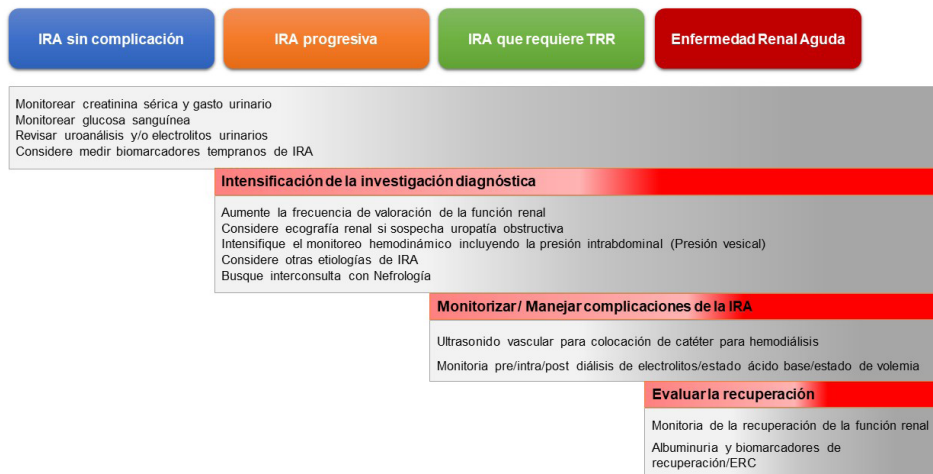 IRA sin complicación
IRA progresiva
IRA que requiere TRR
Enfermedad Renal Aguda
Monitorear creatinina sérica y gasto urinario
Monitorear glucosa sanguínea
Revisar uroanálisis y/o electrolitos urinarios
Considere medir biomarcadores tempranos de IRA
Intensificación de la investigación diagnóstica
Aumente la frecuencia de valoración de la función renal
Considere ecografía renal si sospecha uropatía obstructiva
Intensifique el monitoreo hemodinámico incluyendo la presión intrabdominal (Presión vesical)
Considere otras etiologías de IRA
Busque interconsulta con Nefrología
Monitorizar/ Manejar complicaciones de la IRA
Ultrasonido vascular para colocación de catéter para hemodiálisis
Monitoria pre/intra/post diálisis de electrolitos/estado ácido base/estado de volemia
Evaluar la recuperación
Monitoria de la recuperación de la función renal
Albuminuria y biomarcadores de
recuperación/ERC